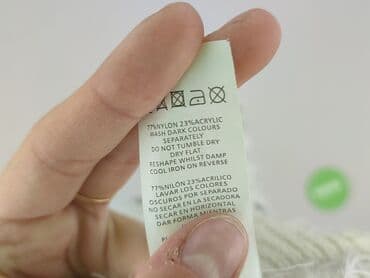 77%NYLON 23%ACRYLIC
WASH DARK COLOURS
SEPARATELY
DO NOT TUMBLE DRY
DRY FLAT
RESHAPE WHILST DAMP
COOL IRON ON REVERSE
77%NILÓN 23%ACRÍLICO
LAVAR LOS COLORES
OSCUROS POR SEPARADO
NO SECAR EN LA SECADORA
SECAR EN HORIZONTAL
DAR FORMA MIENTRAS